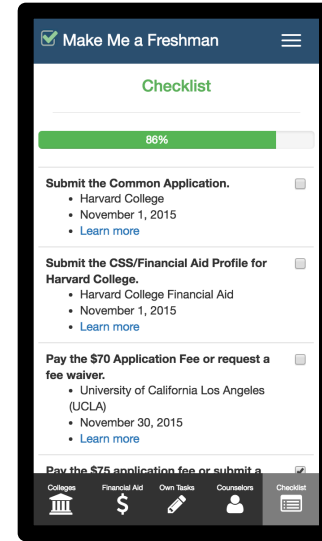 Make Me a Freshman
Checklist
86%
Submit the Common Application.
• Harvard College
• November 1, 2015
• Learn more
Submit the CSS/Financial Aid Profile for
Harvard College.
• Harvard College Financial Aid
• November 1, 2015
• Learn more
Pay the $70 Application Fee or request a
fee waiver.
• University of California Los Angeles
(UCLA)
• November 30, 2015
• Learn more
Pay the $75 application fee or submit a
Colleges Financial Aid Own Tasks Counselors Checklist